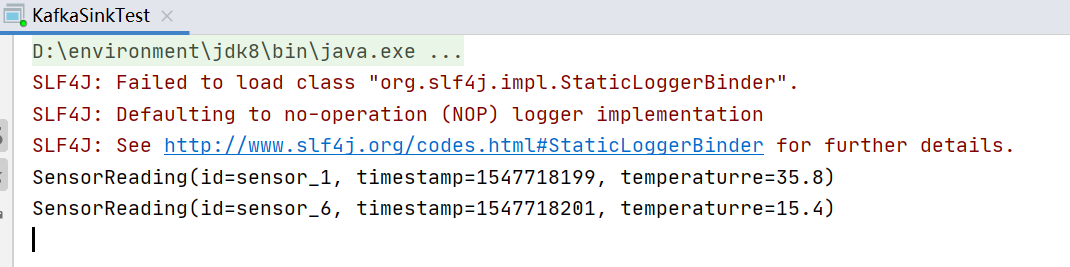 KafkaSinkTest
D:\environment\jdk8\bin\java.exe ...
SLF4J: Failed to load class "org.slf4j.impl.StaticLoggerBinder".
SLF4J: Defaulting to no-operation (NOP) logger implementation
SLF4J: See http://www.slf4j.org/codes.html#StaticLoggerBinder for further details.
SensorReading(id=sensor_1, timestamp=1547718199, temperaturre=35.8)
SensorReading(id=sensor_6, timestamp=1547718201, temperaturre=15.4)